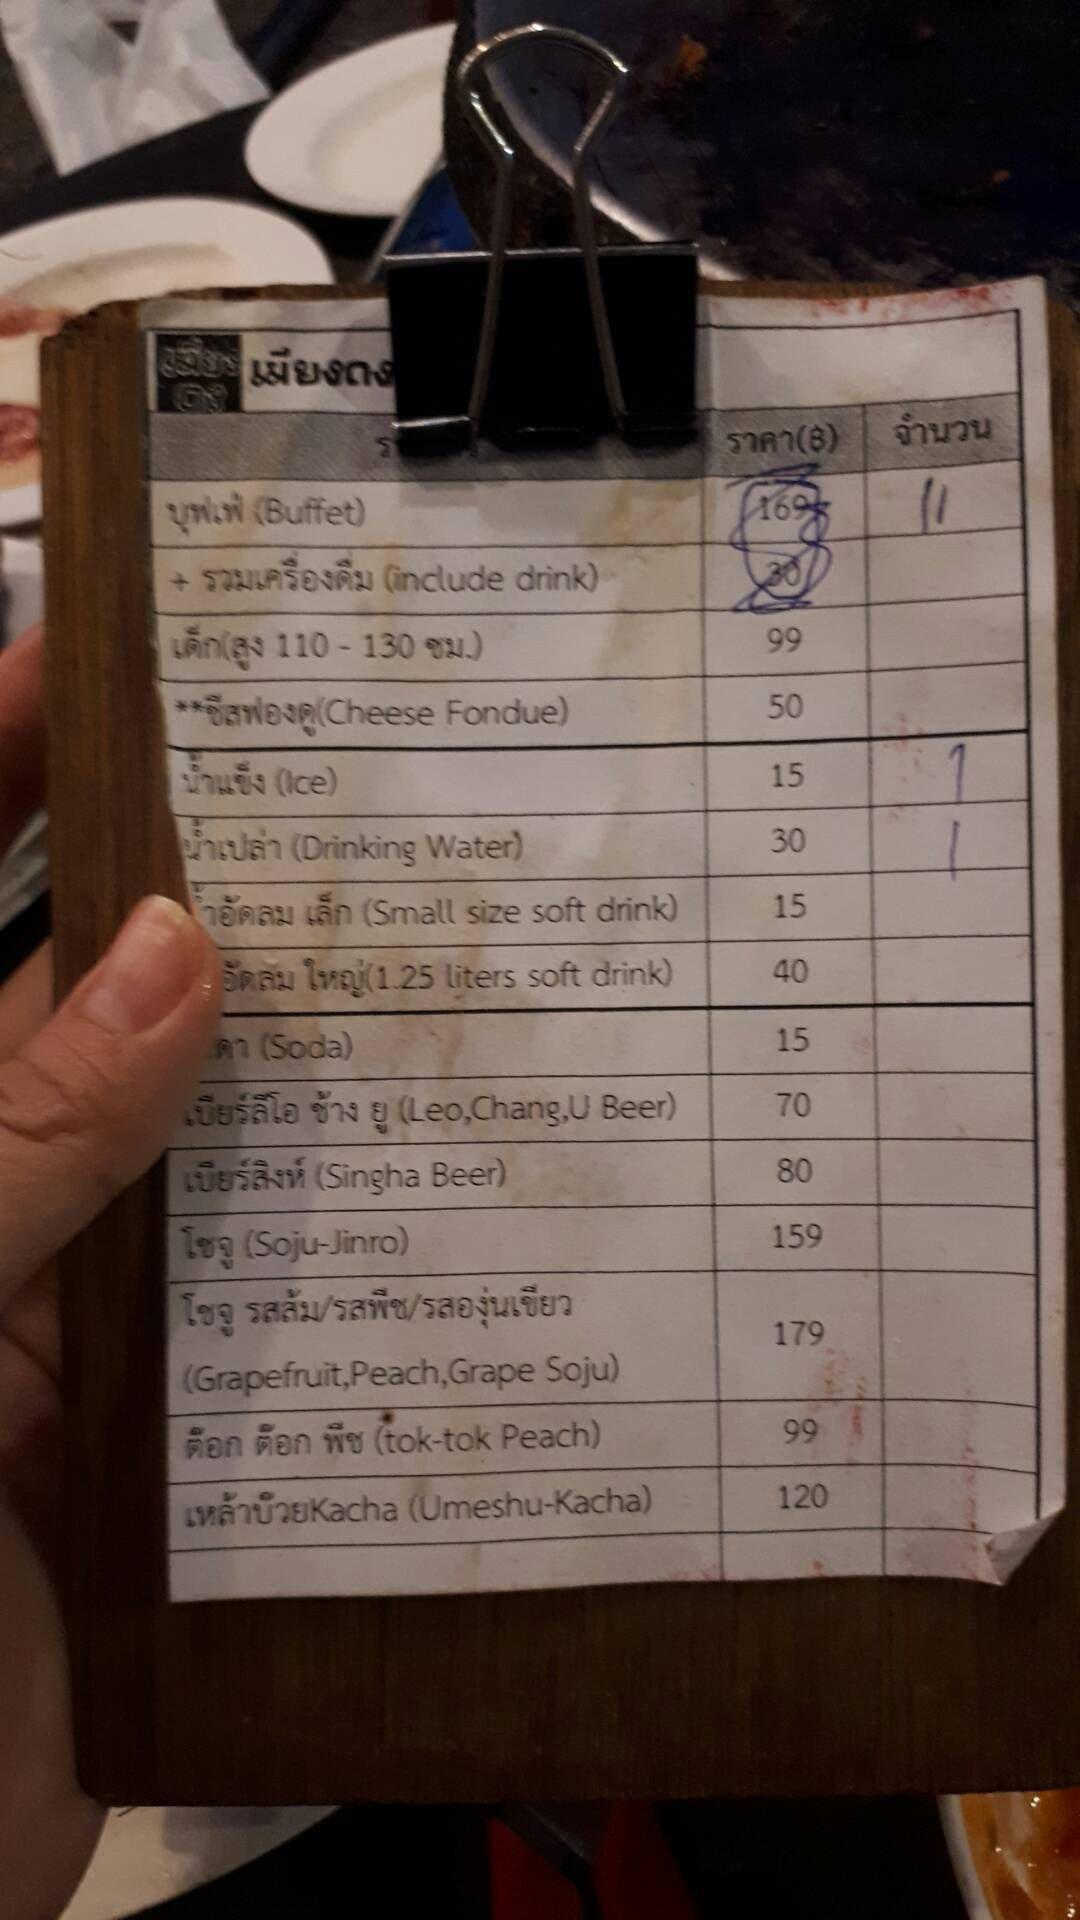 เมียงดง
ราคา(฿) จำนวน
บุฟเฟ่ (Buffet) 169 11
+ รวมเครื่องดื่ม (include drink) 30
เด็ก(สูง 110 - 130 ซม.) 99
**ชีสฟองดู(Cheese Fondue) 50
น้ำแข็ง (Ice) 15 1
น้ำเปล่า (Drinking Water) 30 1
น้ำอัดลม เล็ก (Small size soft drink) 15
อัดลม ใหญ่(1.25 liters soft drink) 40
ดา (Soda) 15
เบียร์ลีโอ ช้าง ยู (Leo,Chang,U Beer) 70
เบียร์สิงห์ (Singha Beer) 80
โซจู (Soju-Jinro) 159
โซจู รสส้ม/รสพีช/รสองุ่นเขียว
(Grapefruit,Peach,Grape Soju) 179
ต๊อก ต๊อก พีช (tok-tok Peach) 99
เหล้าบ๊วยKacha (Umeshu-Kacha) 120